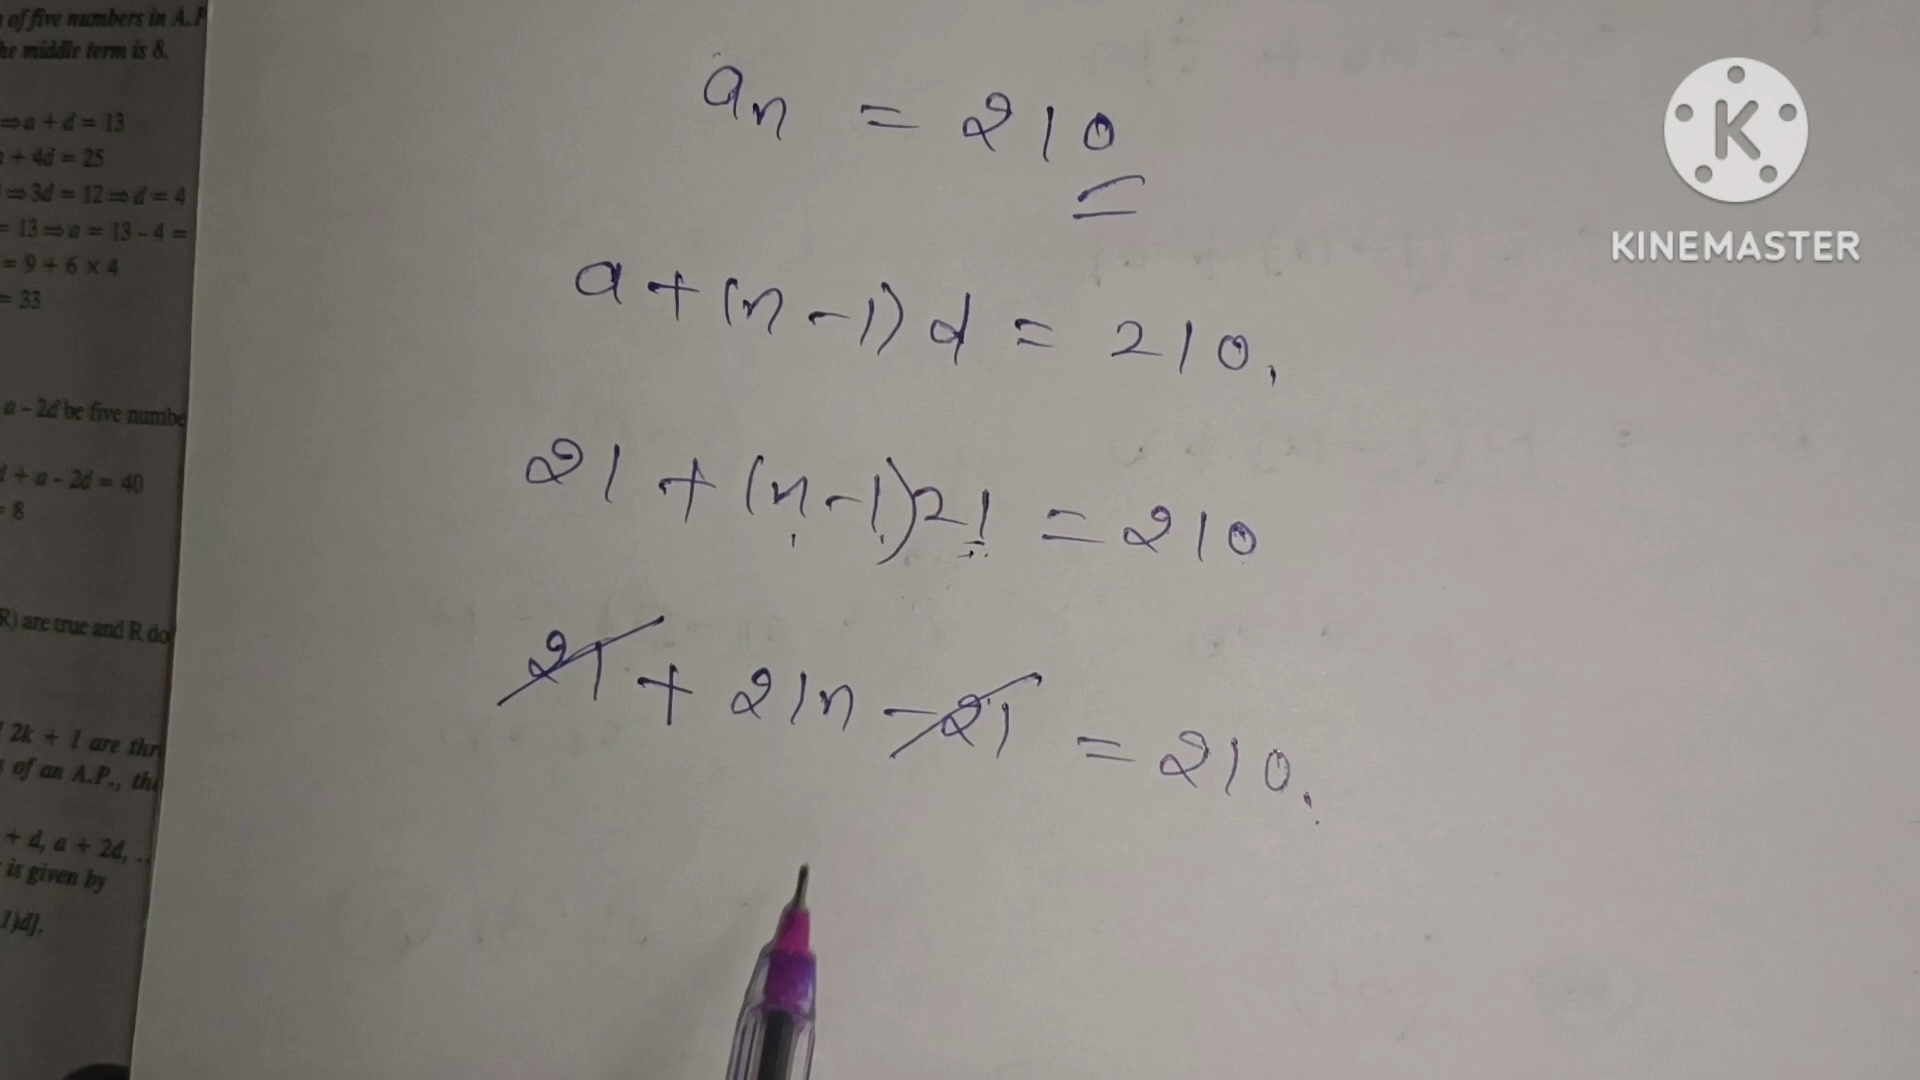 of five numbers in A.P
he middle term is 8.
⇒ a + d = 13
+ 4d = 25
⇒ 3d = 12 ⇒ d = 4
= 13 ⇒ a = 13 - 4 =
= 9 + 6 × 4
= 33
a - 2d be five numbe
+ a - 2d = 40
= 8
R) are true and R do
2k + 1 are thr
of an A.P., the
+ d, a + 2d, ..
is given by
1)d].
an = 210
a + (n - 1) d = 210.
21 + (n - 1) 21 = 210
21 + 21n - 21 = 210.
K
KINEMASTER